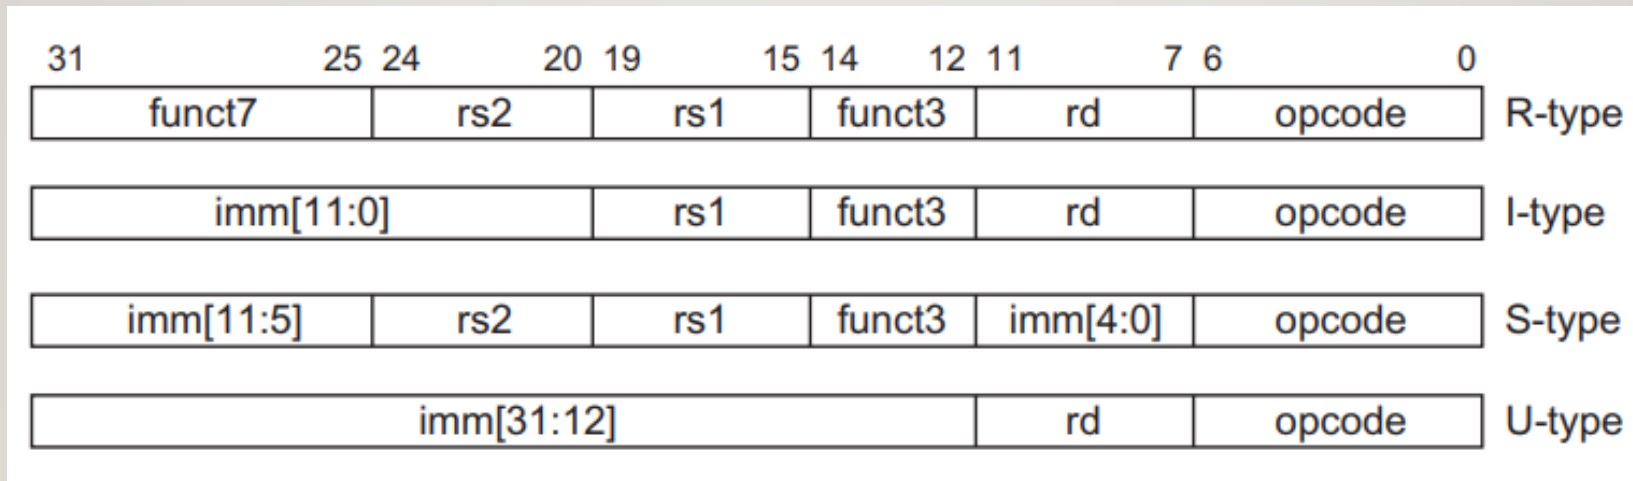 31 25 24 20 19 15 14 12 11 7 6 0
funct7 rs2 rs1 funct3 rd opcode R-type
imm[11:0] rs1 funct3 rd opcode I-type
imm[11:5] rs2 rs1 funct3 imm[4:0] opcode S-type
imm[31:12] rd opcode U-type